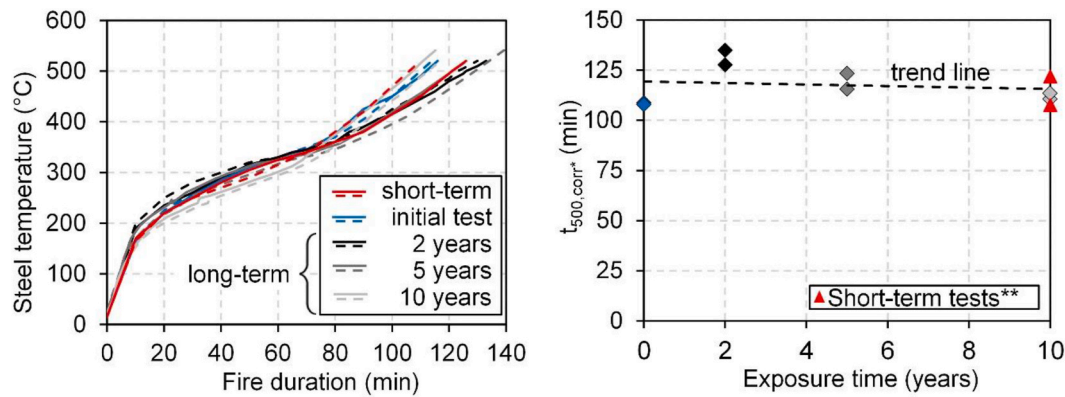 600
500
400
300
200
100
0
Steel temperature (°C)
0 20 40 60 80 100 120 140
Fire duration (min)
short-term
initial test
2 years
long-term
5 years
10 years
150
125
100
75
50
25
0
t500,corr* (min)
trend line
Short-term tests**
0 2 4 6 8 10
Exposure time (years)